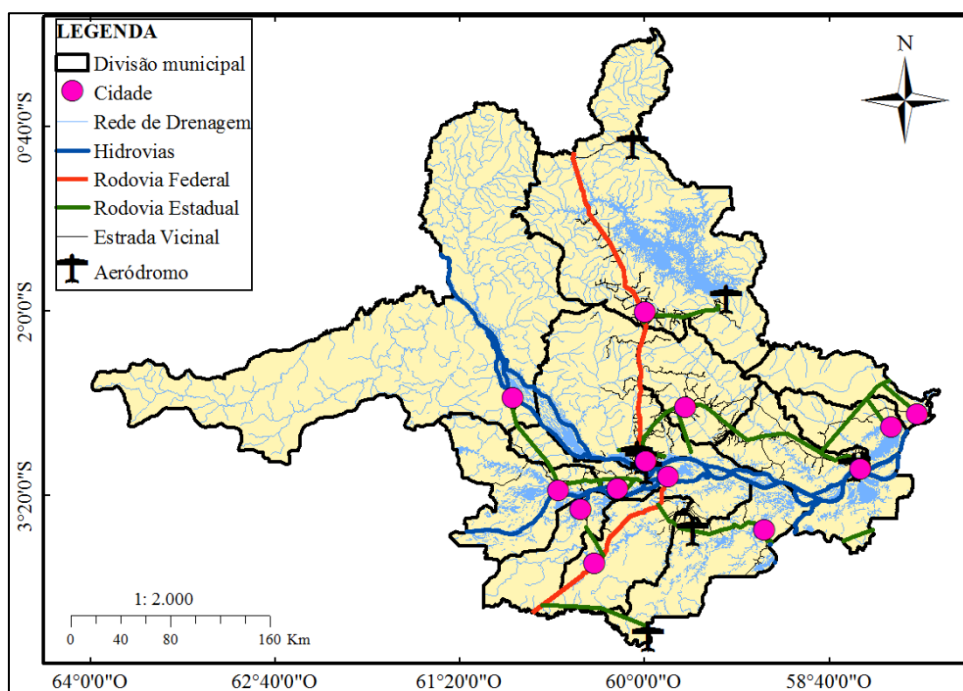 LEGENDA
Divisão municipal
Cidade
Rede de Drenagem
Hidrovias
Rodovia Federal
Rodovia Estadual
Estrada Vicinal
Aeródromo
N
0°40'0"S
2°0'0"S
3°20'0"S
1: 2.000
0 40 80 160 Km
64°0'0"O 62°40'0"O 61°20'0"O 60°0'0"O 58°40'0"O